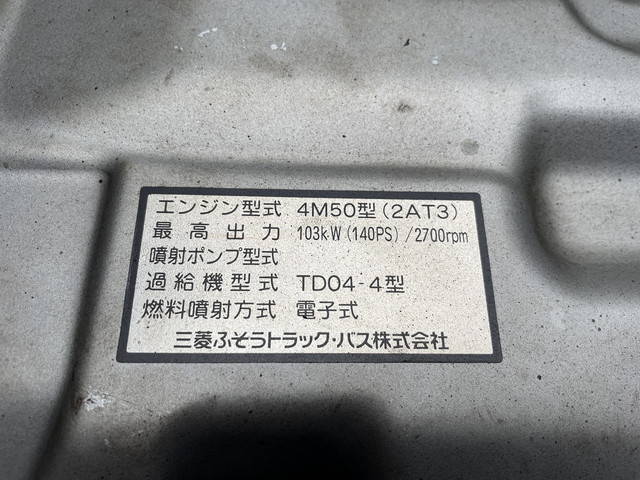 エンジン型式 4M50型(2AT3)
最高出力 103kW(140PS)/2700rpm
噴射ポンプ型式
過給機型式 TD04-4型
燃料噴射方式 電子式
三菱ふそうトラック・バス株式会社